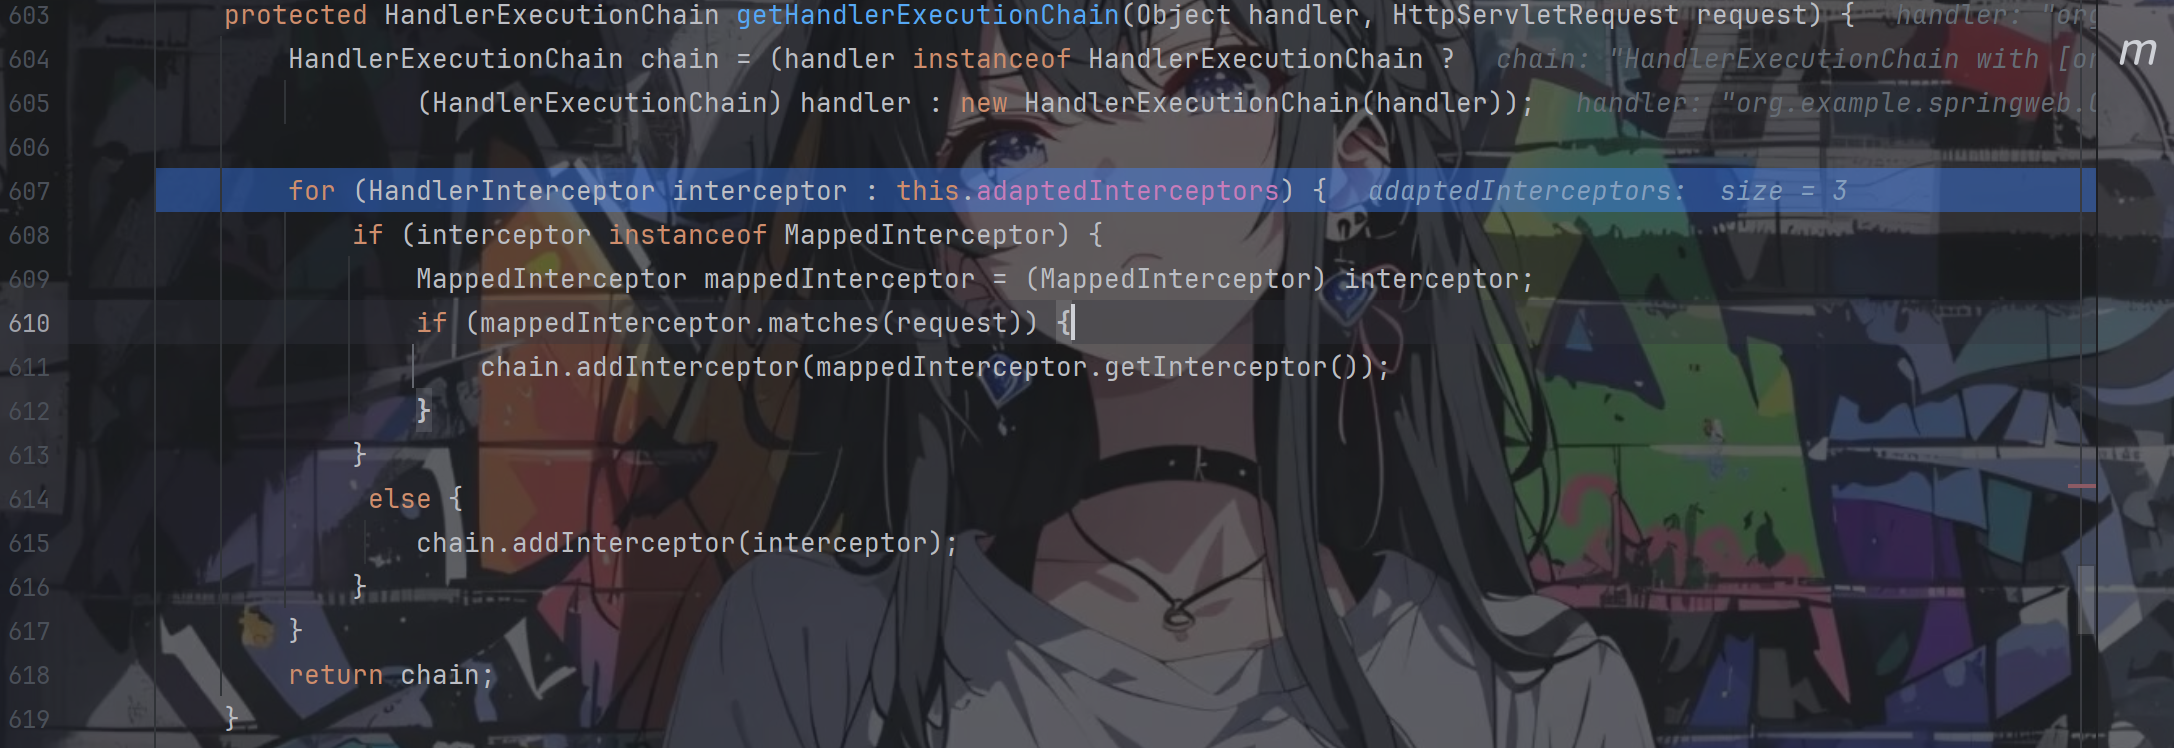 603 protected HandlerExecutionChain getHandlerExecutionChain(Object handler, HttpServletRequest request) { handler: "org
604 HandlerExecutionChain chain = (handler instanceof HandlerExecutionChain ? chain: "HandlerExecutionChain with [or
605 (HandlerExecutionChain) handler : new HandlerExecutionChain(handler)); handler: "org.example.springweb.
606
607 for (HandlerInterceptor interceptor : this.adaptedInterceptors) { adaptedInterceptors: size = 3
608 if (interceptor instanceof MappedInterceptor) {
609 MappedInterceptor mappedInterceptor = (MappedInterceptor) interceptor;
610 if (mappedInterceptor.matches(request)) {
611 chain.addInterceptor(mappedInterceptor.getInterceptor());
612 }
613 }
614 else {
615 chain.addInterceptor(interceptor);
616 }
617 }
618 return chain;
619 }
m